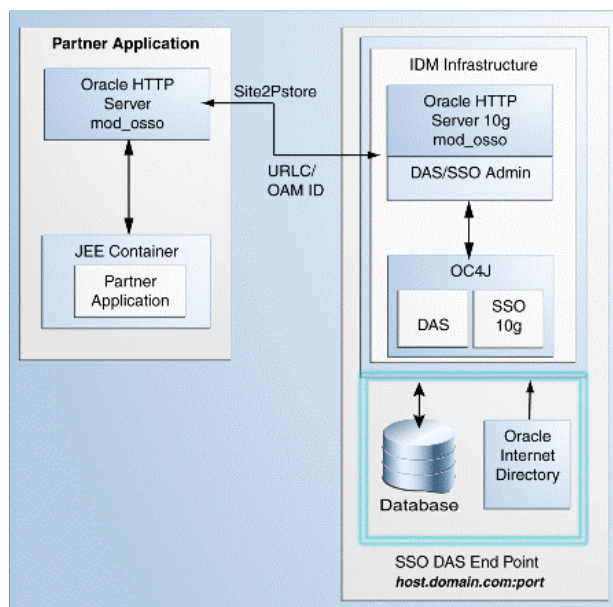 Partner Application
Oracle HTTP
Server
mod_osso
JEE Container
Partner
Application
Site2Pstore
URLC/
OAM ID
IDM Infrastructure
Oracle HTTP
Server 10g
mod_osso
DAS/SSO Admin
OC4J
DAS
SSO
10g
Database
Oracle
Internet
Directory
SSO DAS End Point
host.domain.com:port